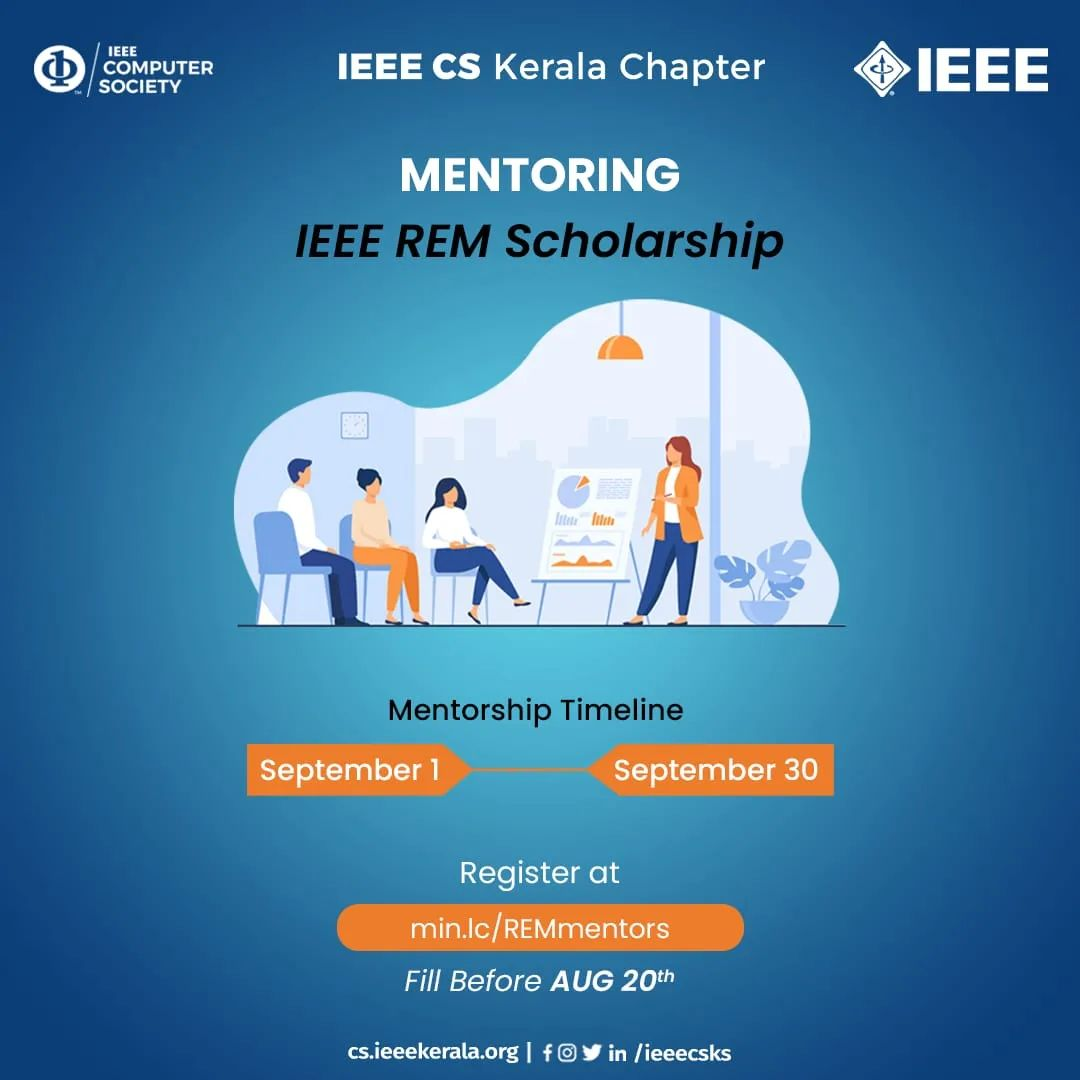 IEEE
COMPUTER
SOCIETY
IEEE CS Kerala Chapter
IEEE
MENTORING
IEEE REM Scholarship
Mentorship Timeline
September 1
September 30
Register at
min.lc/REMmentors
Fill Before AUG 20th
cs.ieeekerala.org | /ieeecsks